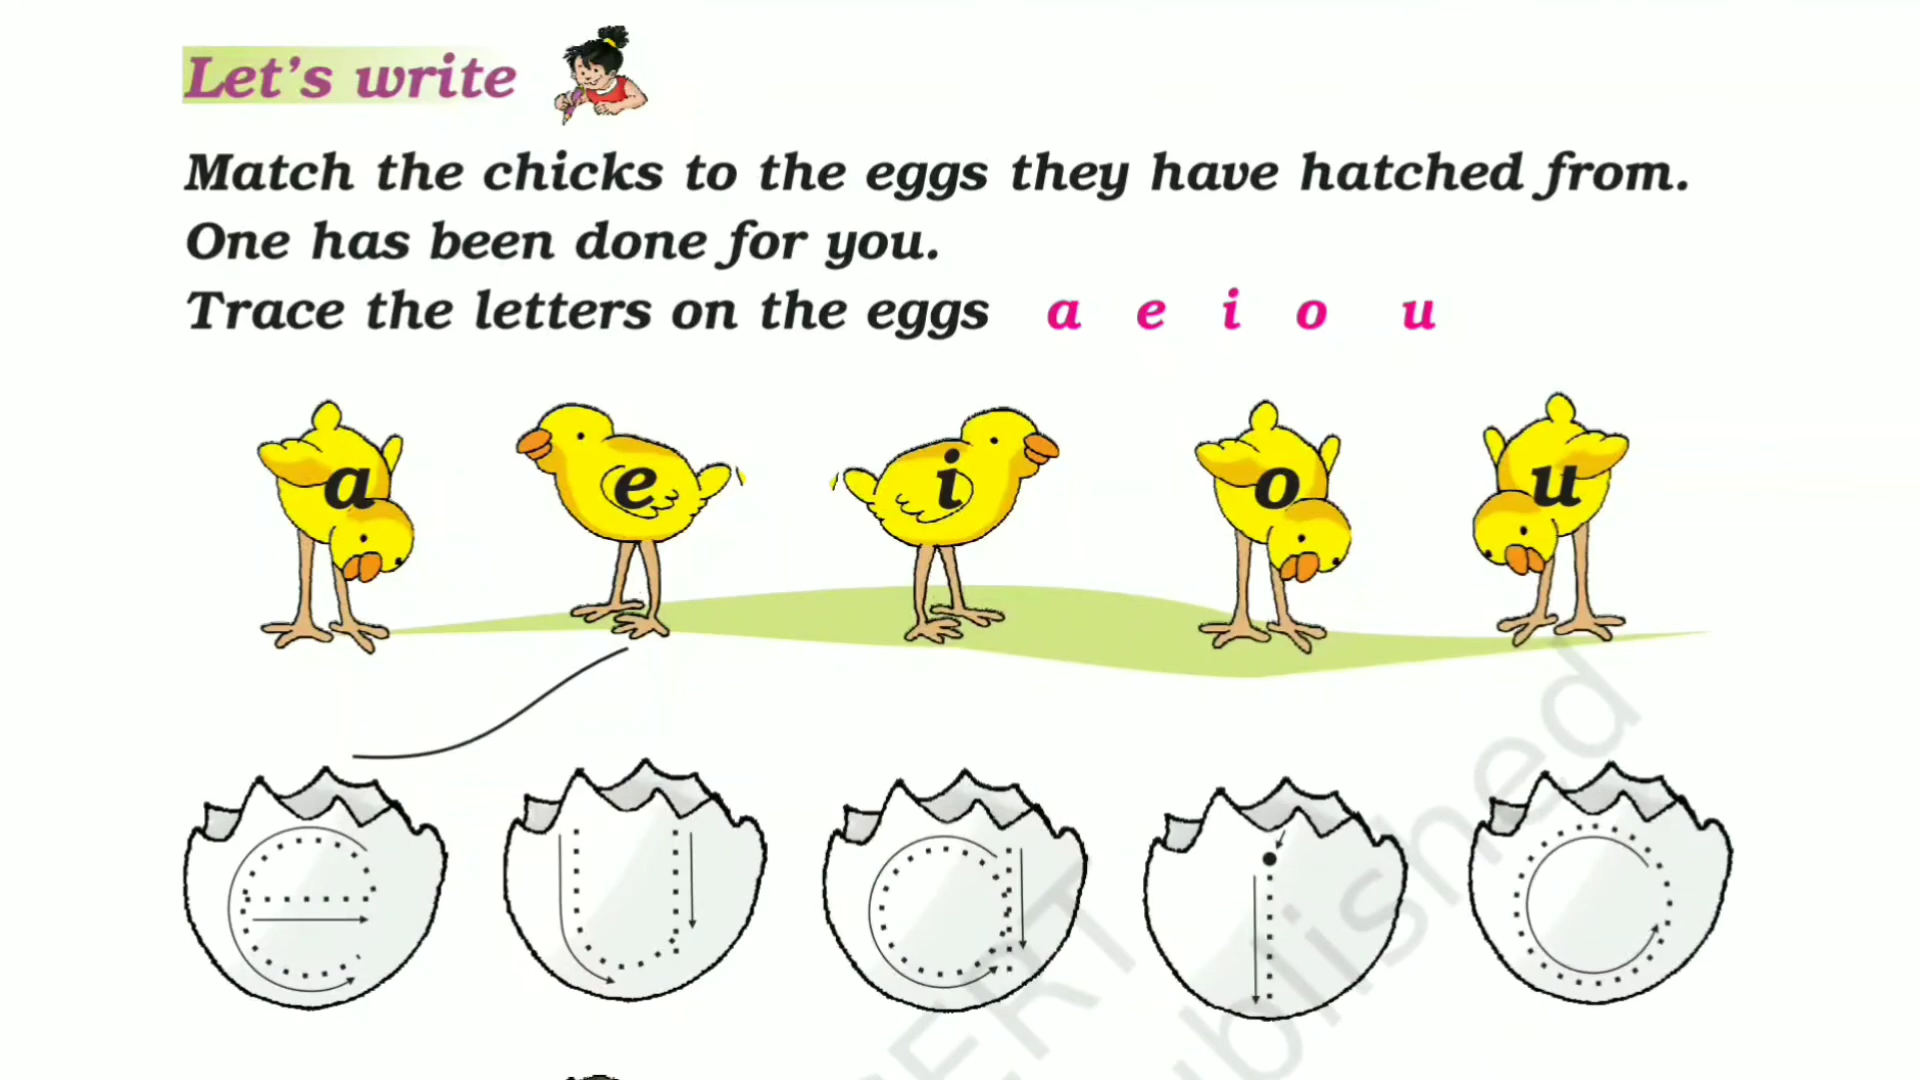 Let's write
Match the chicks to the eggs they have hatched from.
One has been done for you.
Trace the letters on the eggs a e i o u
a e i o u
e u a i o